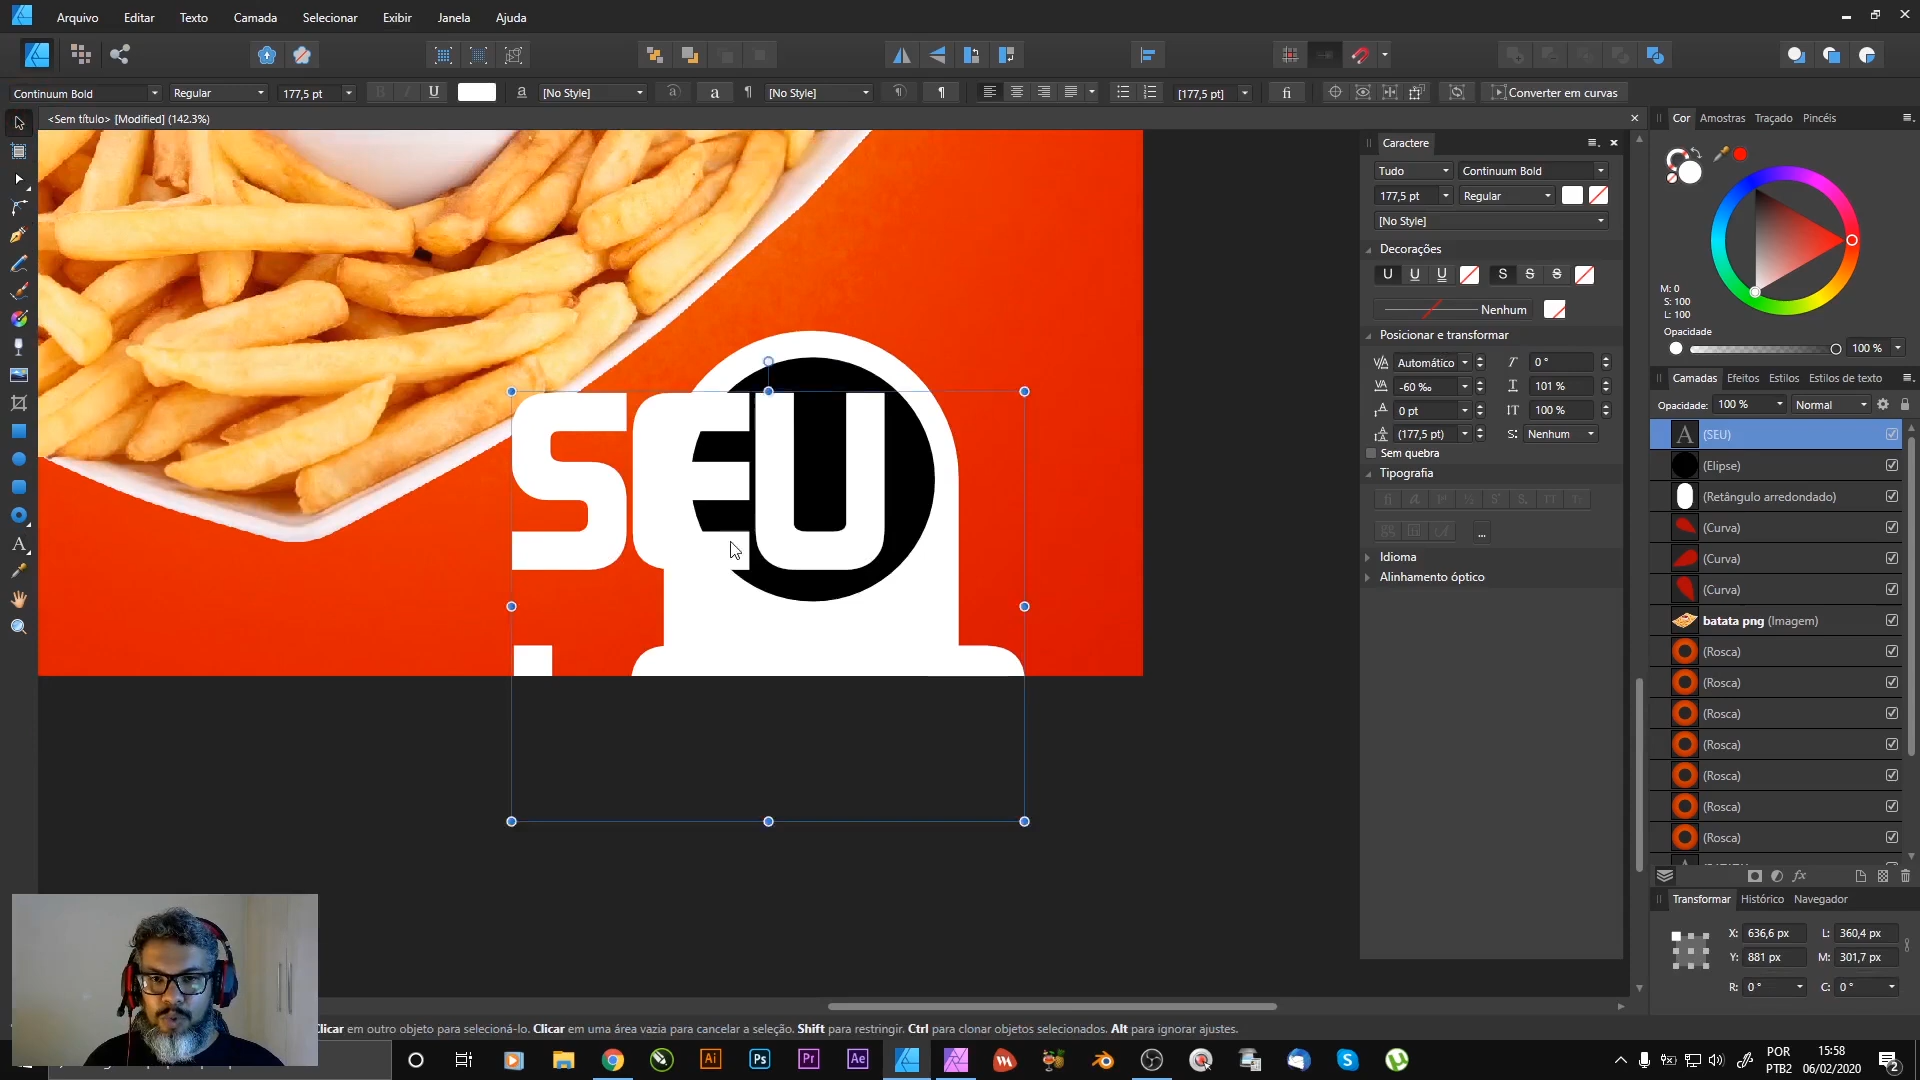 Arquivo Editar Texto Camada Selecionar Exibir Janela Ajuda
Continuum Bold Regular 177,5 pt B I U a [No Style] a a ¶ [No Style] ¶ ¶ [177,5 pt] fi Converter em curvas
<Sem título> [Modified] (142.3%)
Cor Amostras Traçado Pincéis
Caractere
Tudo Continuum Bold
177,5 pt Regular
[No Style]
Decorações
U U U S S S
Nenhum
Posicionar e transformar
Automático 0 °
-60 ‰ 101 %
0 pt 100 %
(177,5 pt) S: Nenhum
Sem quebra
Tipografia
...
Idioma
Alinhamento óptico
M: 0
S: 100
L: 100
Opacidade
100 %
Camadas Efeitos Estilos Estilos de texto
Opacidade: 100 % Normal
(SEU)
(Elipse)
(Retângulo arredondado)
(Curva)
(Curva)
(Curva)
batata png (Imagem)
(Rosca)
(Rosca)
(Rosca)
(Rosca)
(Rosca)
(Rosca)
(Rosca)
fx
Transformar Histórico Navegador
X: 636,6 px L: 360,4 px
Y: 881 px M: 301,7 px
R: 0 ° C: 0 °
SEU
Clicar em outro objeto para selecioná-lo. Clicar em uma área vazia para cancelar a seleção. Shift para restringir. Ctrl para clonar objetos selecionados. Alt para ignorar ajustes.
Ai Ps Pr Ae
POR
PTB2
15:58
06/02/2020
2